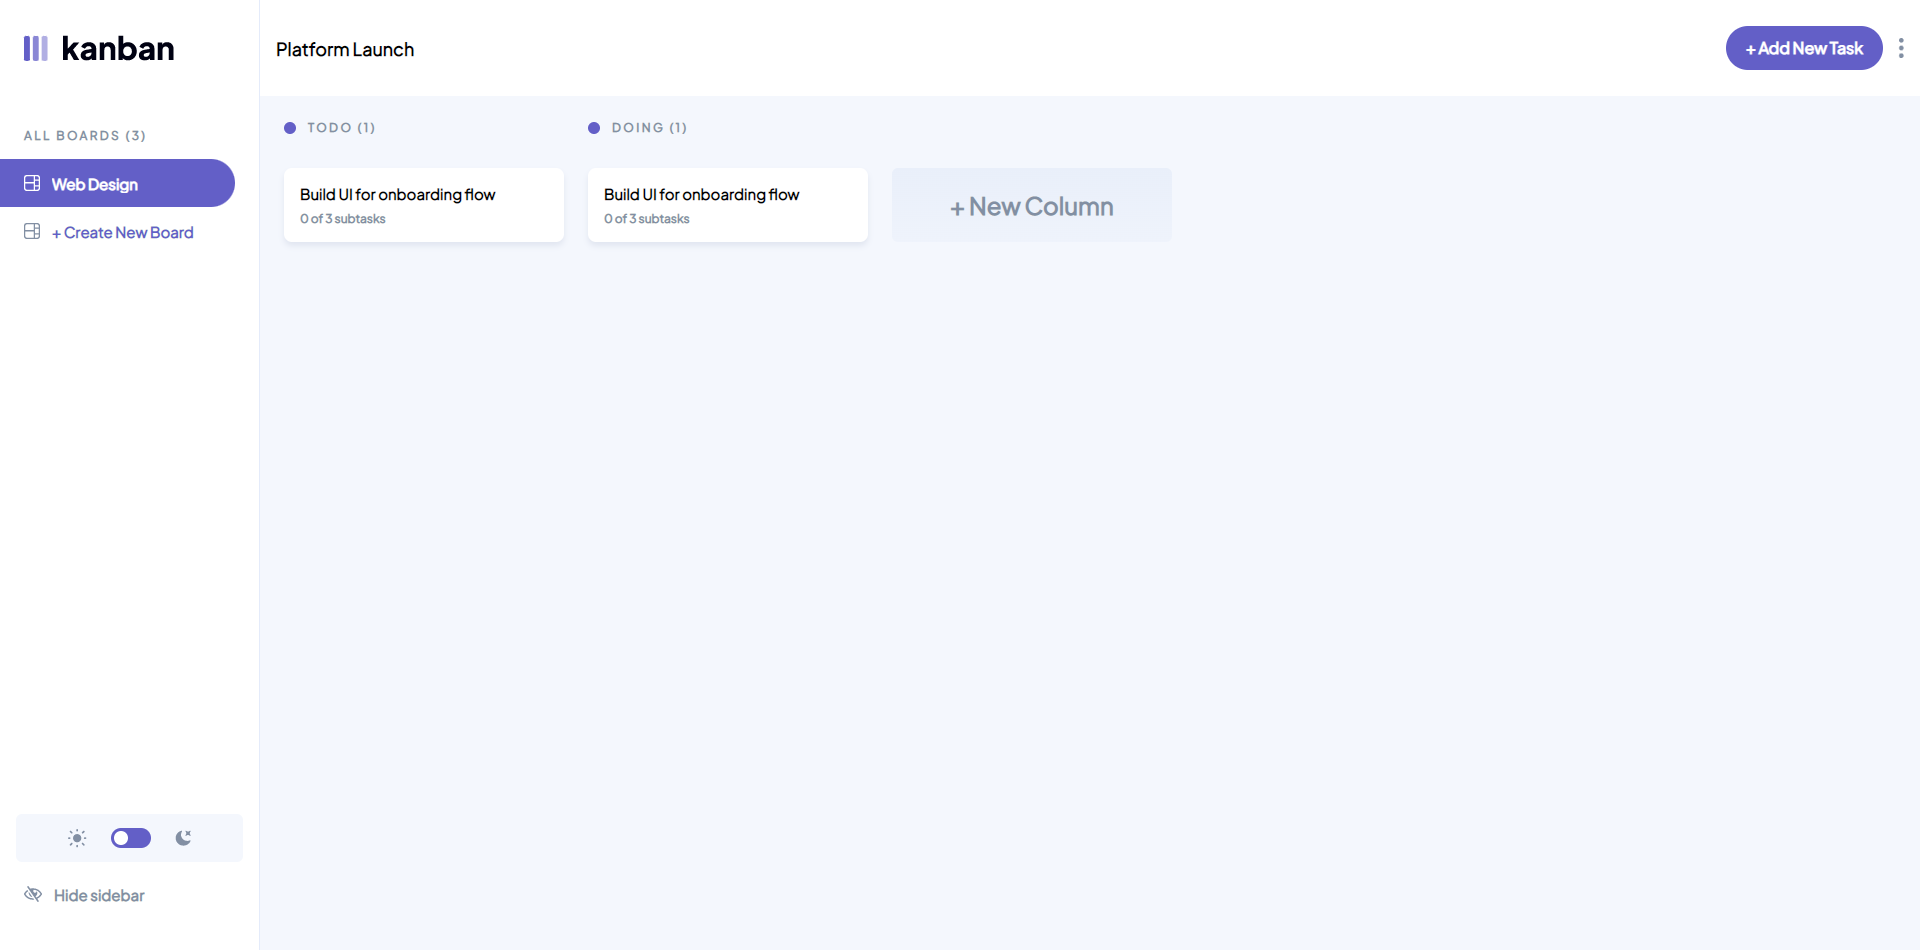 kanban
Platform Launch
+ Add New Task
ALL BOARDS (3)
Web Design
+ Create New Board
TODO (1)
Build UI for onboarding flow
0 of 3 subtasks
DOING (1)
Build UI for onboarding flow
0 of 3 subtasks
+ New Column
Hide sidebar